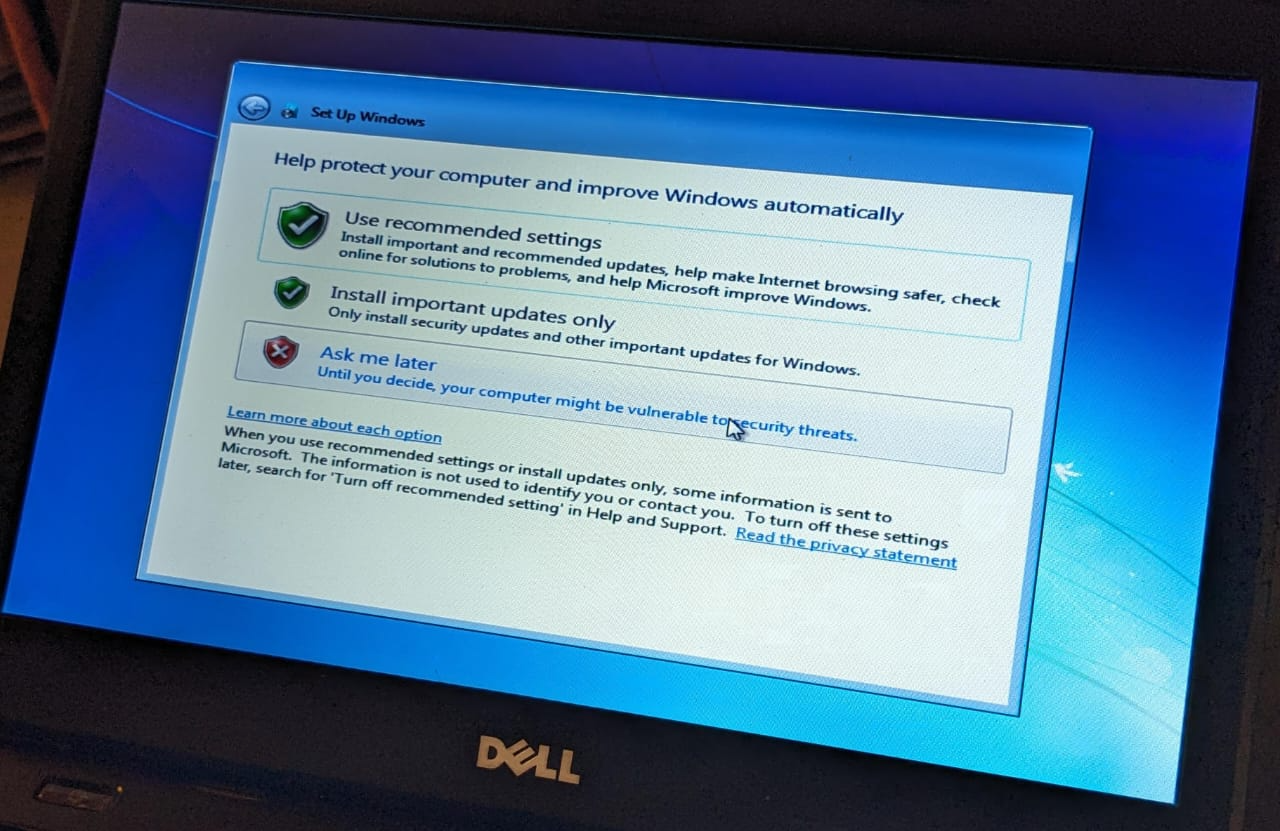 Set Up Windows
Help protect your computer and improve Windows automatically
Use recommended settings
Install important and recommended updates, help make Internet browsing safer, check
online for solutions to problems, and help Microsoft improve Windows.
Install important updates only
Only install security updates and other important updates for Windows.
Ask me later
Until you decide, your computer might be vulnerable to security threats.
Learn more about each option
When you use recommended settings or install updates only, some information is sent to
Microsoft. The information is not used to identify you or contact you. To turn off these settings
later, search for 'Turn off recommended setting' in Help and Support. Read the privacy statement
DELL